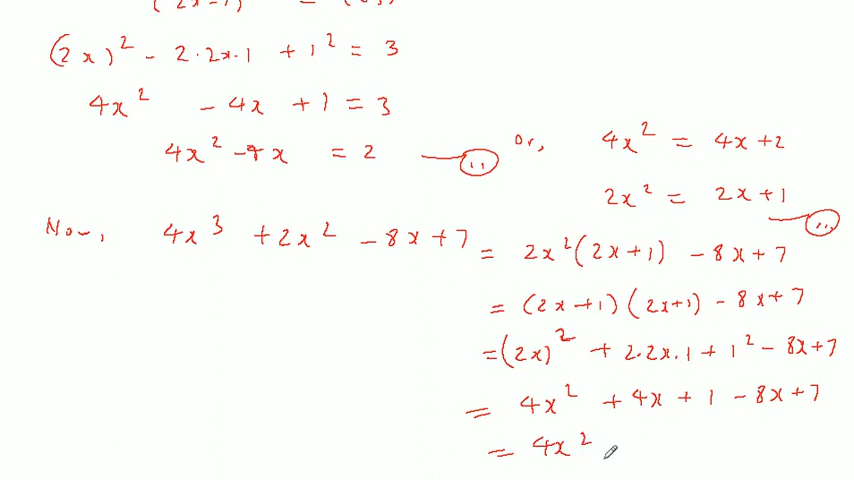 (2x)² - 2·2x·1 + 1² = 3
4x² - 4x + 1 = 3
4x² - 4x = 2
Or, 4x² = 4x + 2
2x² = 2x + 1
Now, 4x³ + 2x² - 8x + 7 = 2x²(2x + 1) - 8x + 7
= (2x + 1)(2x + 1) - 8x + 7
= (2x)² + 2·2x·1 + 1² - 8x + 7
= 4x² + 4x + 1 - 8x + 7
= 4x²